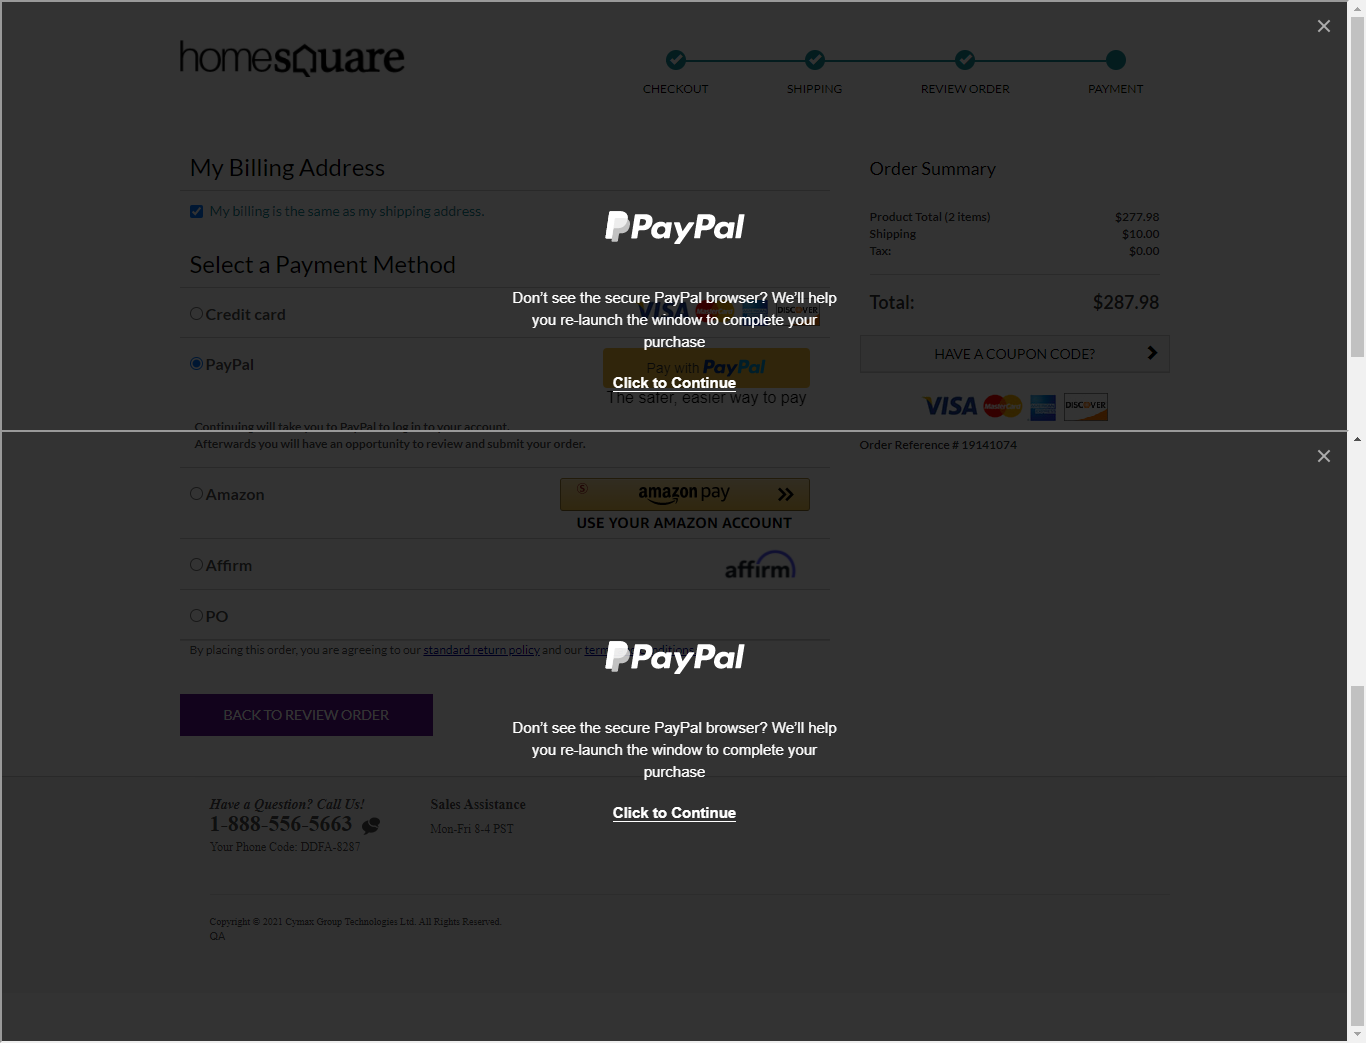 homesquare
CHECKOUT
SHIPPING
REVIEW ORDER
PAYMENT
My Billing Address
My billing is the same as my shipping address.
Select a Payment Method
Credit card
VISA MasterCard DISCOVER
PayPal
Pay with PayPal
The safer, easier way to pay
Continuing will take you to PayPal to log in to your account.
Afterwards you will have an opportunity to review and submit your order.
Amazon
amazon pay
USE YOUR AMAZON ACCOUNT
Affirm
affirm
PO
By placing this order, you are agreeing to our standard return policy and our
BACK TO REVIEW ORDER
Order Summary
Product Total (2 items) $277.98
Shipping $10.00
Tax: $0.00
Total: $287.98
HAVE A COUPON CODE?
VISA MasterCard DISCOVER
Order Reference # 19141074
PayPal
Don’t see the secure PayPal browser? We’ll help
you re-launch the window to complete your
purchase
Click to Continue
PayPal
Don’t see the secure PayPal browser? We’ll help
you re-launch the window to complete your
purchase
Click to Continue
Have a Question? Call Us!
1-888-556-5663
Your Phone Code: DDFA-8287
Sales Assistance
Mon-Fri 8-4 PST
Copyright © 2021 Cymax Group Technologies Ltd. All Rights Reserved.
QA